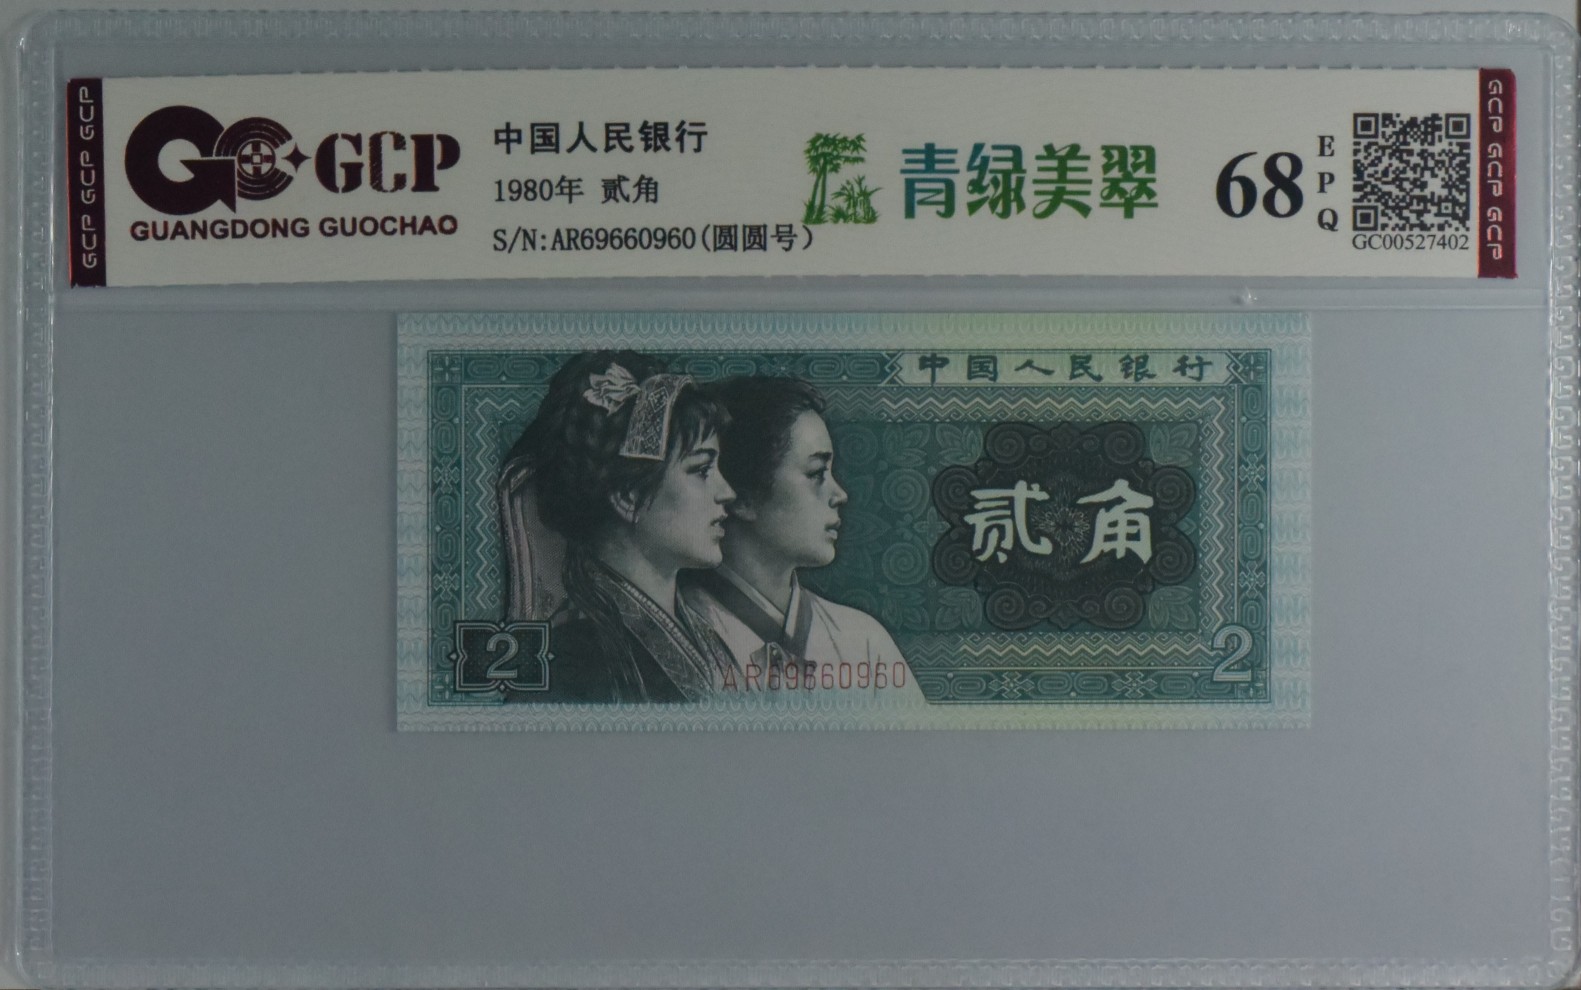 GCP GCP GCP
GCP
GUANGDONG GUOCHAO
中国人民银行
1980年 贰角
S/N:AR69660960(圆圆号)
青绿美翠
68
EPQ
GC00527402
GCP GCP GCP
中国人民银行
贰角
2
2
AR69660960